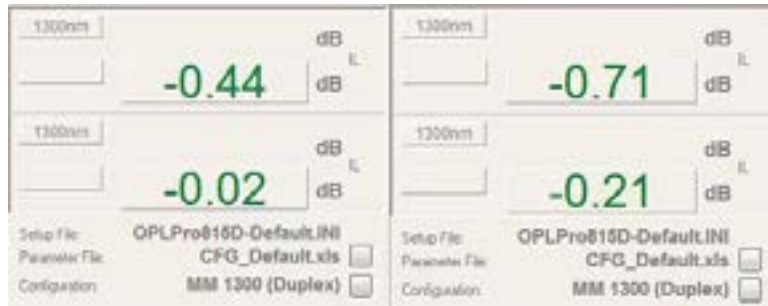 1300nm
dB
IL
-0.44
dB
1300nm
dB
IL
-0.02
dB
Setup File: OPLPro815D-Default.INI
Parameter File: CFG_Default.xls
Configuration: MM 1300 (Duplex)
1300nm
dB
IL
-0.71
dB
1300nm
dB
IL
-0.21
dB
Setup File: OPLPro815D-Default.INI
Parameter File: CFG_Default.xls
Configuration: MM 1300 (Duplex)